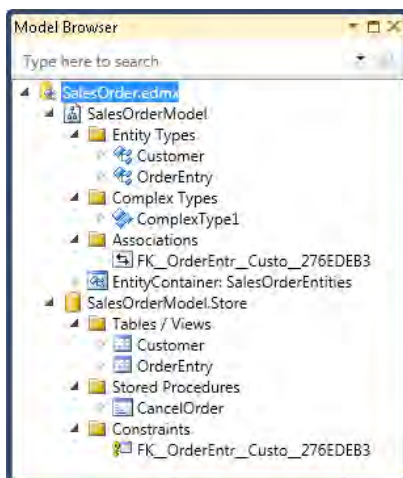 Model Browser
Type here to search
SalesOrder.edmx
SalesOrderModel
Entity Types
Customer
OrderEntry
Complex Types
ComplexType1
Associations
FK__OrderEntr__Custo__276EDEB3
EntityContainer: SalesOrderEntities
SalesOrderModel.Store
Tables / Views
Customer
OrderEntry
Stored Procedures
CancelOrder
Constraints
FK__OrderEntr__Custo__276EDEB3